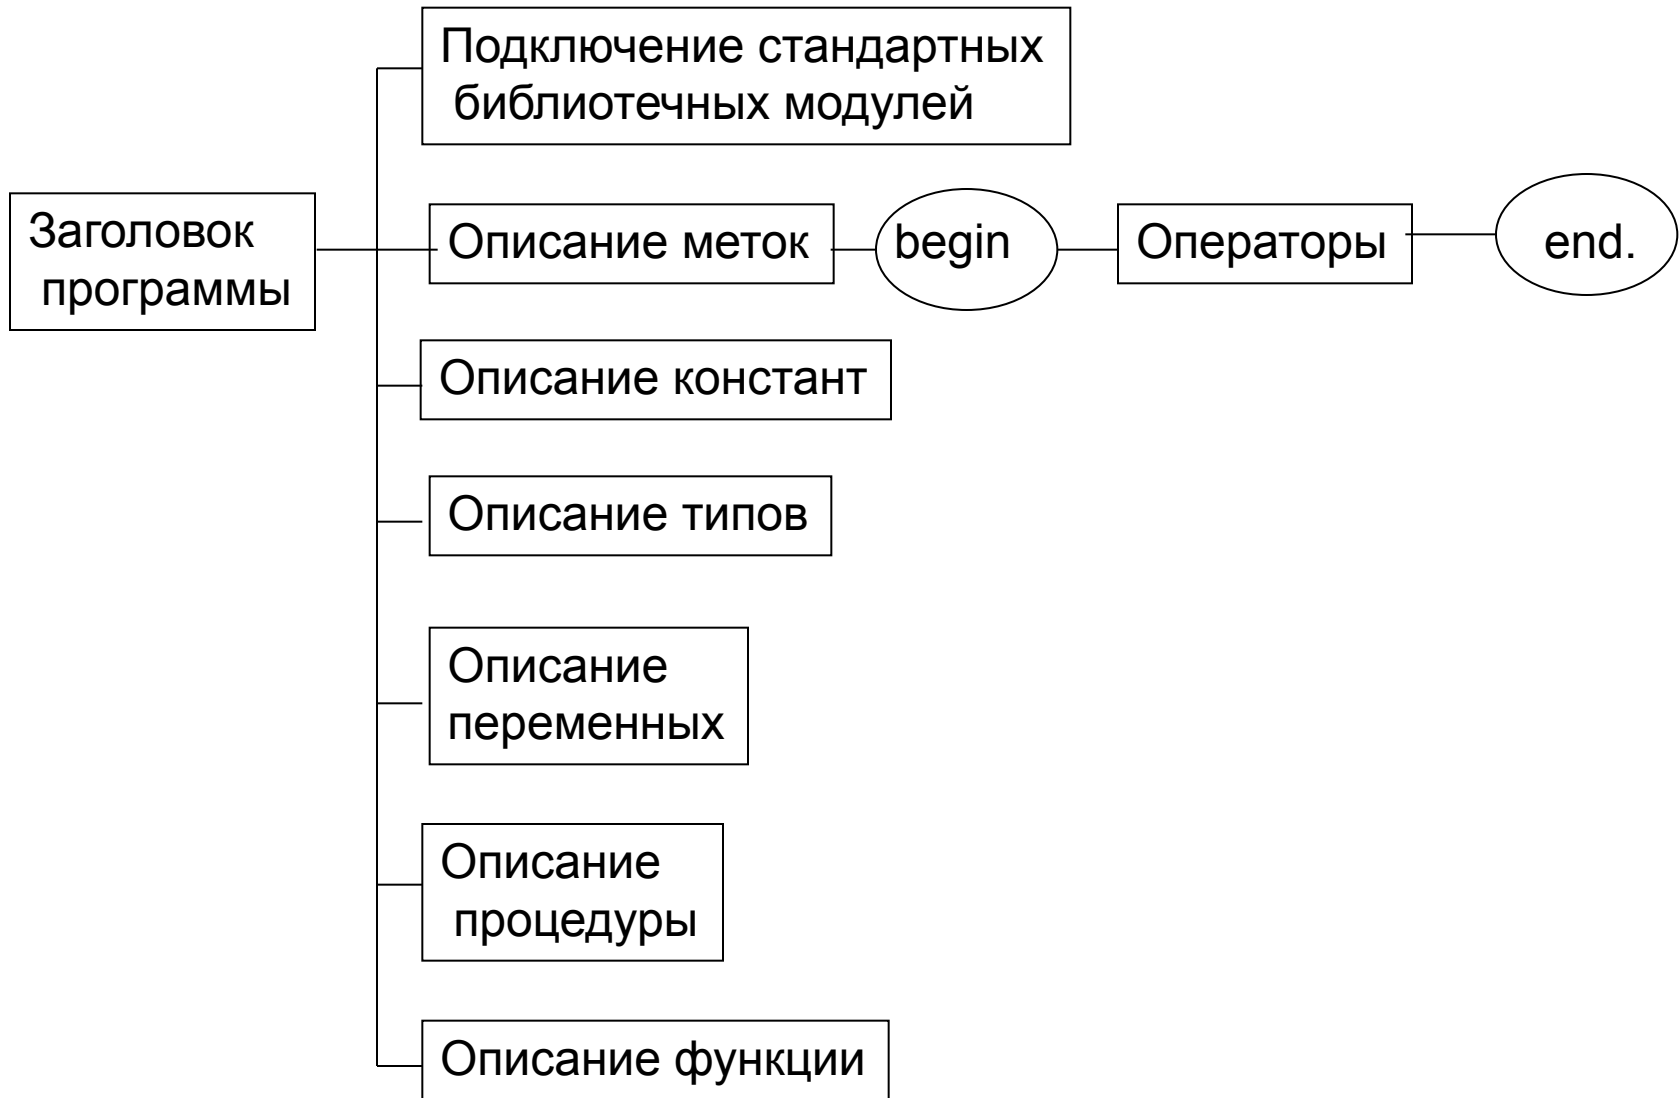 Подключение стандартных
библиотечных модулей
Заголовок
программы
Описание меток
begin
Операторы
end.
Описание констант
Описание типов
Описание
переменных
Описание
процедуры
Описание функции